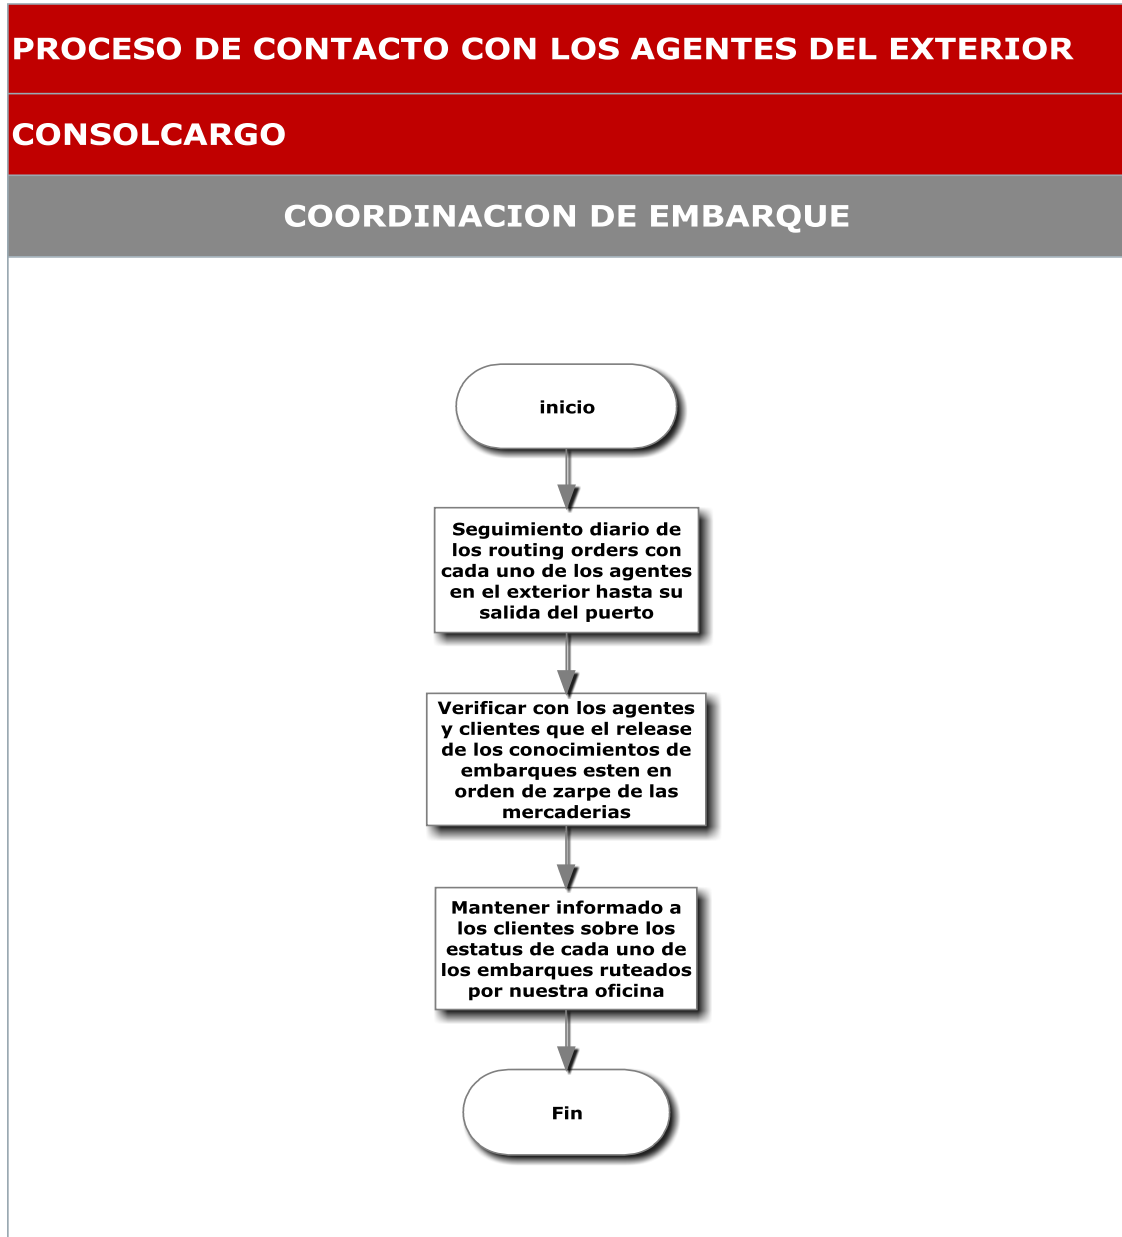 PROCESO DE CONTACTO CON LOS AGENTES DEL EXTERIOR
CONSOLCARGO
COORDINACION DE EMBARQUE
inicio
Seguimiento diario de
los routing orders con
cada uno de los agentes
en el exterior hasta su
salida del puerto
Verificar con los agentes
y clientes que el release
de los conocimientos de
embarques esten en
orden de zarpe de las
mercaderias
Mantener informado a
los clientes sobre los
estatus de cada uno de
los embarques ruteados
por nuestra oficina
Fin